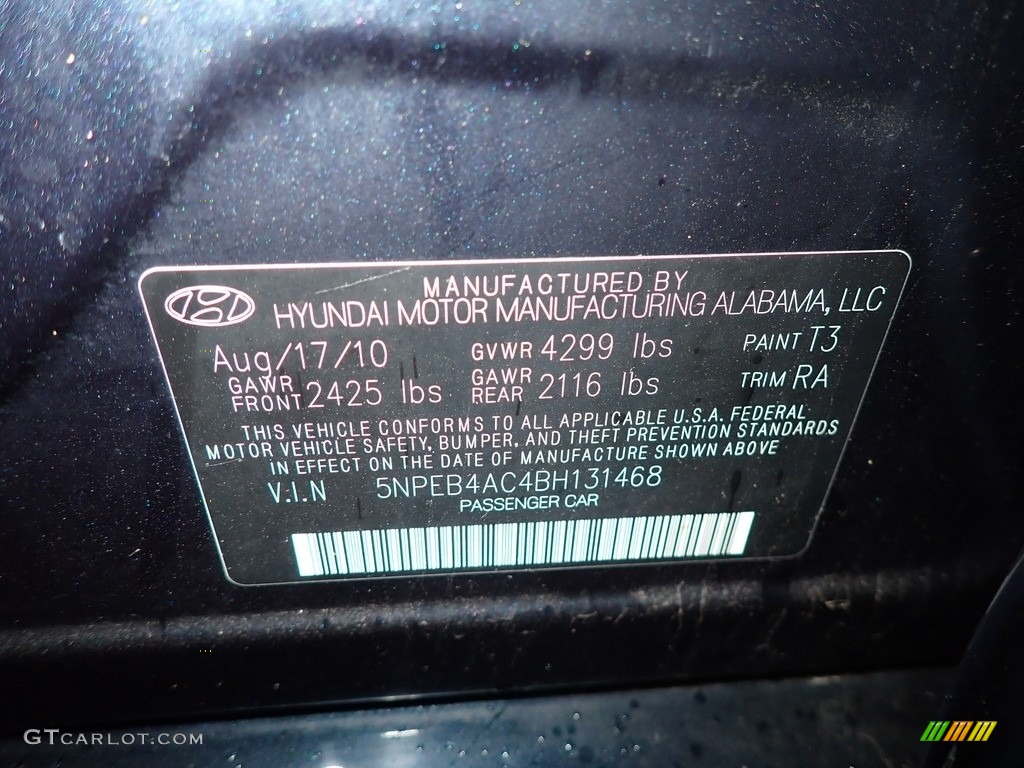 MANUFACTURED BY
HYUNDAI MOTOR MANUFACTURING ALABAMA, LLC
Aug/17/10 GVWR 4299 lbs PAINT T3
GAWR FRONT 2425 lbs GAWR REAR 2116 lbs TRIM RA
THIS VEHICLE CONFORMS TO ALL APPLICABLE U.S.A. FEDERAL
MOTOR VEHICLE SAFETY, BUMPER, AND THEFT PREVENTION STANDARDS
IN EFFECT ON THE DATE OF MANUFACTURE SHOWN ABOVE
V.I.N 5NPEB4AC4BH131468
PASSENGER CAR
GTCARLOT.COM